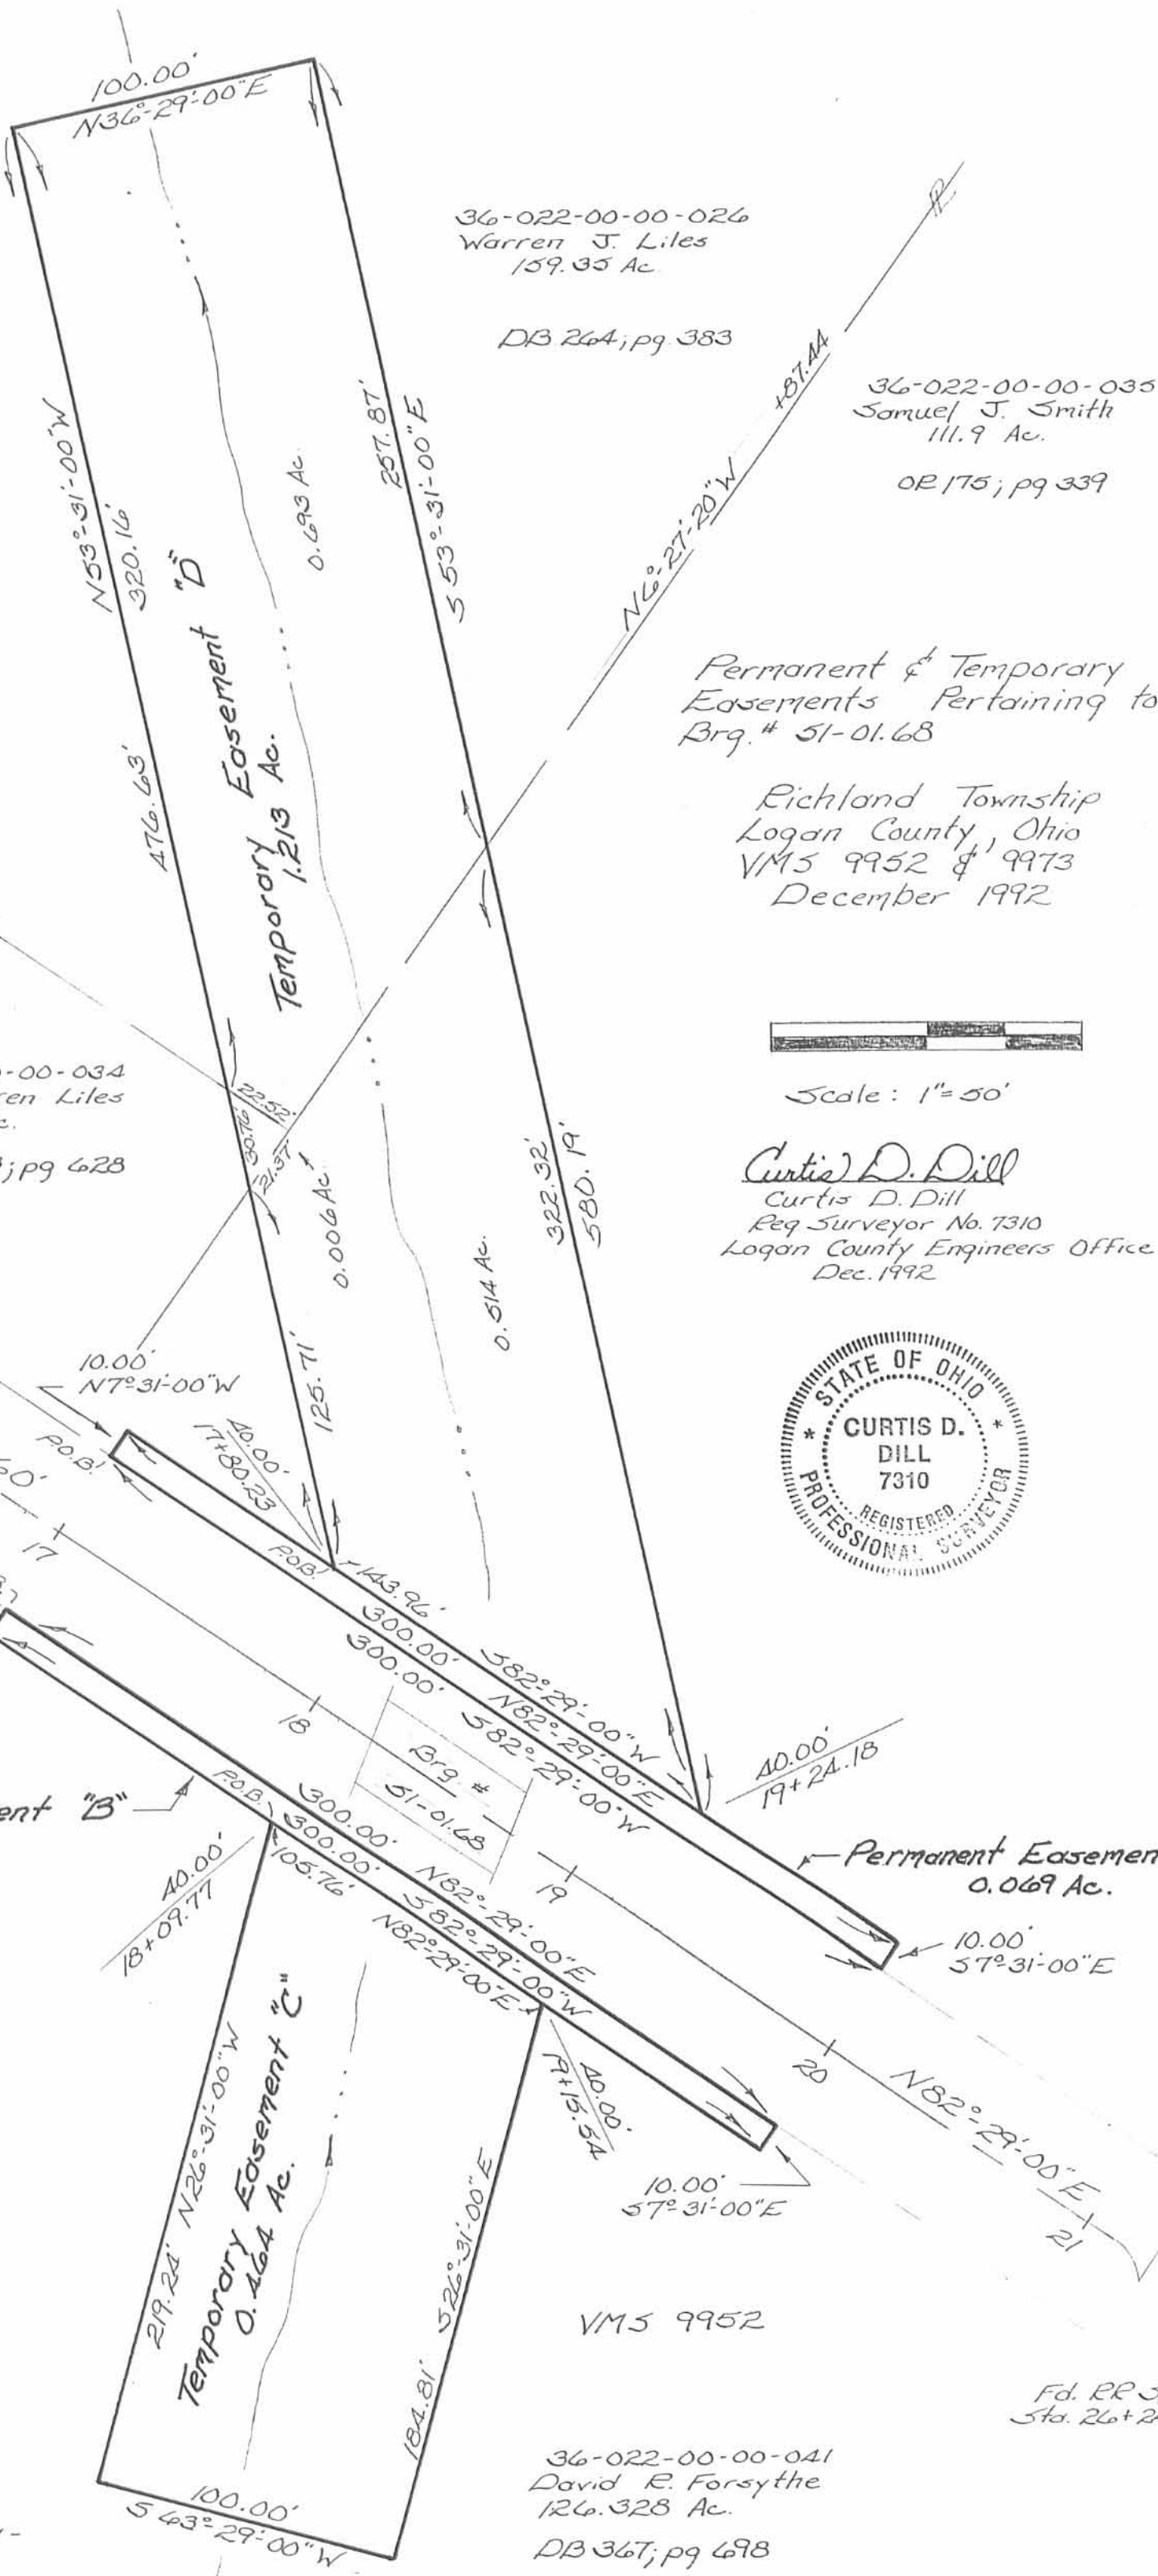 100.00'
N36°-29'-00"E
36-022-00-00-026
Warren J. Liles
159.35 Ac.
DB 264; pg. 383
+87.44
N6°-27'-20"W
36-022-00-00-035
Samuel J. Smith
111.9 Ac.
OR 175; pg 339
N53°-31'-00"W
320.16'
476.63'
257.87'
S 53°-31'-00"E
0.693 Ac.
Temporary Easement "D"
1.213 Ac.
Permanent & Temporary
Easements Pertaining to
Brg. # 51-01.68
Richland Township
Logan County, Ohio
VMS 9952 & 9973
December 1992
Scale: 1"=50'
Curtis D. Dill
Curtis D. Dill
Reg Surveyor No. 7310
Logan County Engineers Office
Dec. 1992
STATE OF OHIO
CURTIS D.
DILL
7310
REGISTERED
PROFESSIONAL SURVEYOR
-00-034
en Liles
c.
; pg 628
22.52'
30.76'
21.37'
0.006 Ac.
322.32'
580.19'
0.514 Ac.
125.71'
10.00'
N7°-31'-00"W
P.O.B.
40.00'
17+80.23
P.O.B.
143.96'
300.00'
300.00'
S82°-29'-00"W
N82°-29'-00"E
S82°-29'-00"W
17
18
Brg. #
51-01.68
19
20
21
N82°-29'-00"E
40.00'
19+24.18
Permanent Easemen
0.069 Ac.
10.00'
S7°-31'-00"E
ent "B"
P.O.B.
300.00'
300.00'
105.76'
N82°-29'-00"E
S82°-29'-00"W
N82°-29'-00"E
40.00'
18+09.77
40.00'
19+15.54
10.00'
S7°-31'-00"E
219.24' N26°-31'-00"W
Temporary Easement "C"
0.464 Ac.
S26°-31'-00"E
184.81'
100.00'
S 63°-29'-00"W
VMS 9952
Fd. RR S
Sta. 26+2
36-022-00-00-041
David R. Forsythe
126.328 Ac.
DB 367; pg 698